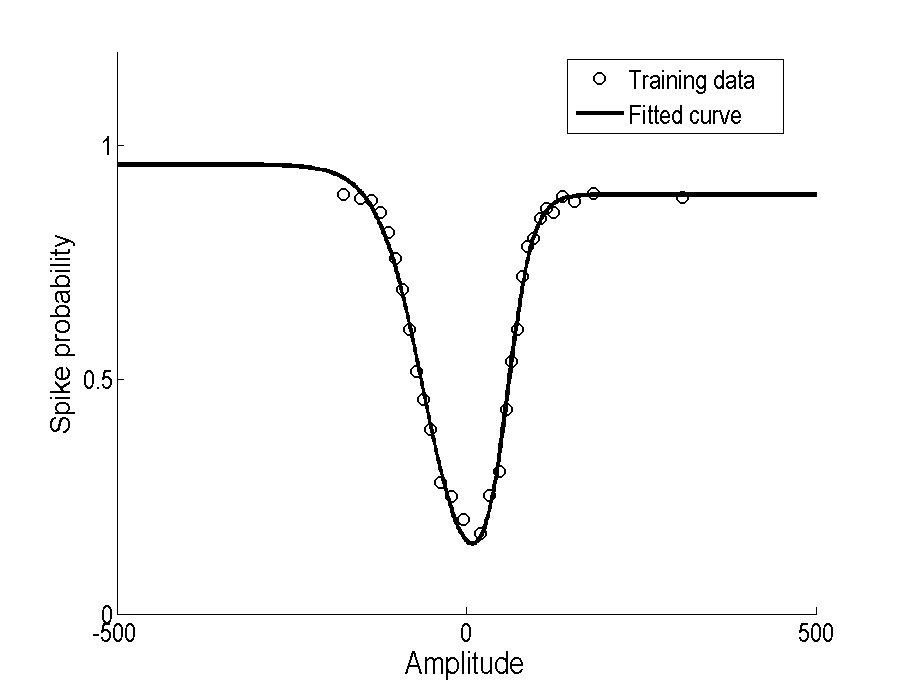 Training data
Fitted curve
1
0.5
0
Spike probability
-500
0
500
Amplitude